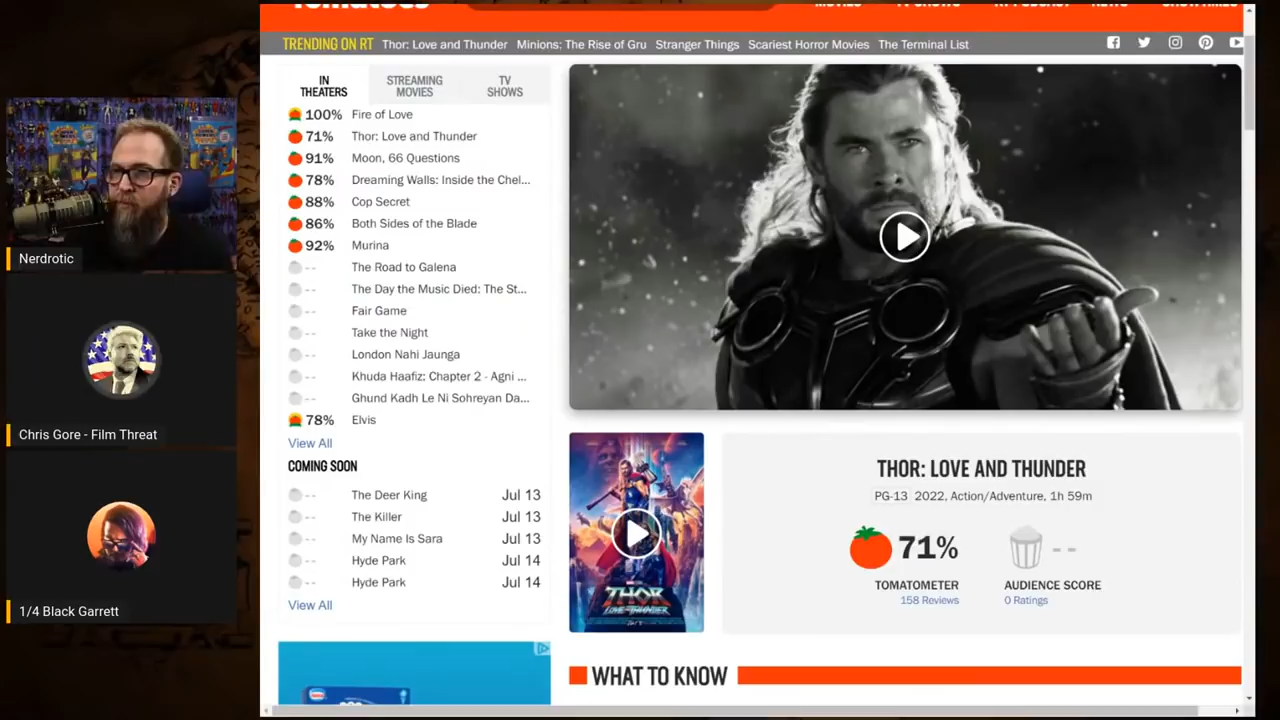 TRENDING ON RT Thor: Love and Thunder Minions: The Rise of Gru Stranger Things Scariest Horror Movies The Terminal List
IN THEATERS
STREAMING MOVIES
TV SHOWS
100% Fire of Love
71% Thor: Love and Thunder
91% Moon, 66 Questions
78% Dreaming Walls: Inside the Chel...
88% Cop Secret
86% Both Sides of the Blade
92% Murina
-- The Road to Galena
-- The Day the Music Died: The St...
-- Fair Game
-- Take the Night
-- London Nahi Jaunga
-- Khuda Haafiz: Chapter 2 - Agni ...
-- Ghund Kadh Le Ni Sohreyan Da...
78% Elvis
View All
COMING SOON
-- The Deer King Jul 13
-- The Killer Jul 13
-- My Name Is Sara Jul 13
-- Hyde Park Jul 14
-- Hyde Park Jul 14
View All
THOR
LOVE AND THUNDER
THOR: LOVE AND THUNDER
PG-13 2022, Action/Adventure, 1h 59m
71% --
TOMATOMETER AUDIENCE SCORE
158 Reviews 0 Ratings
WHAT TO KNOW
Nerdrotic
Chris Gore - Film Threat
1/4 Black Garrett